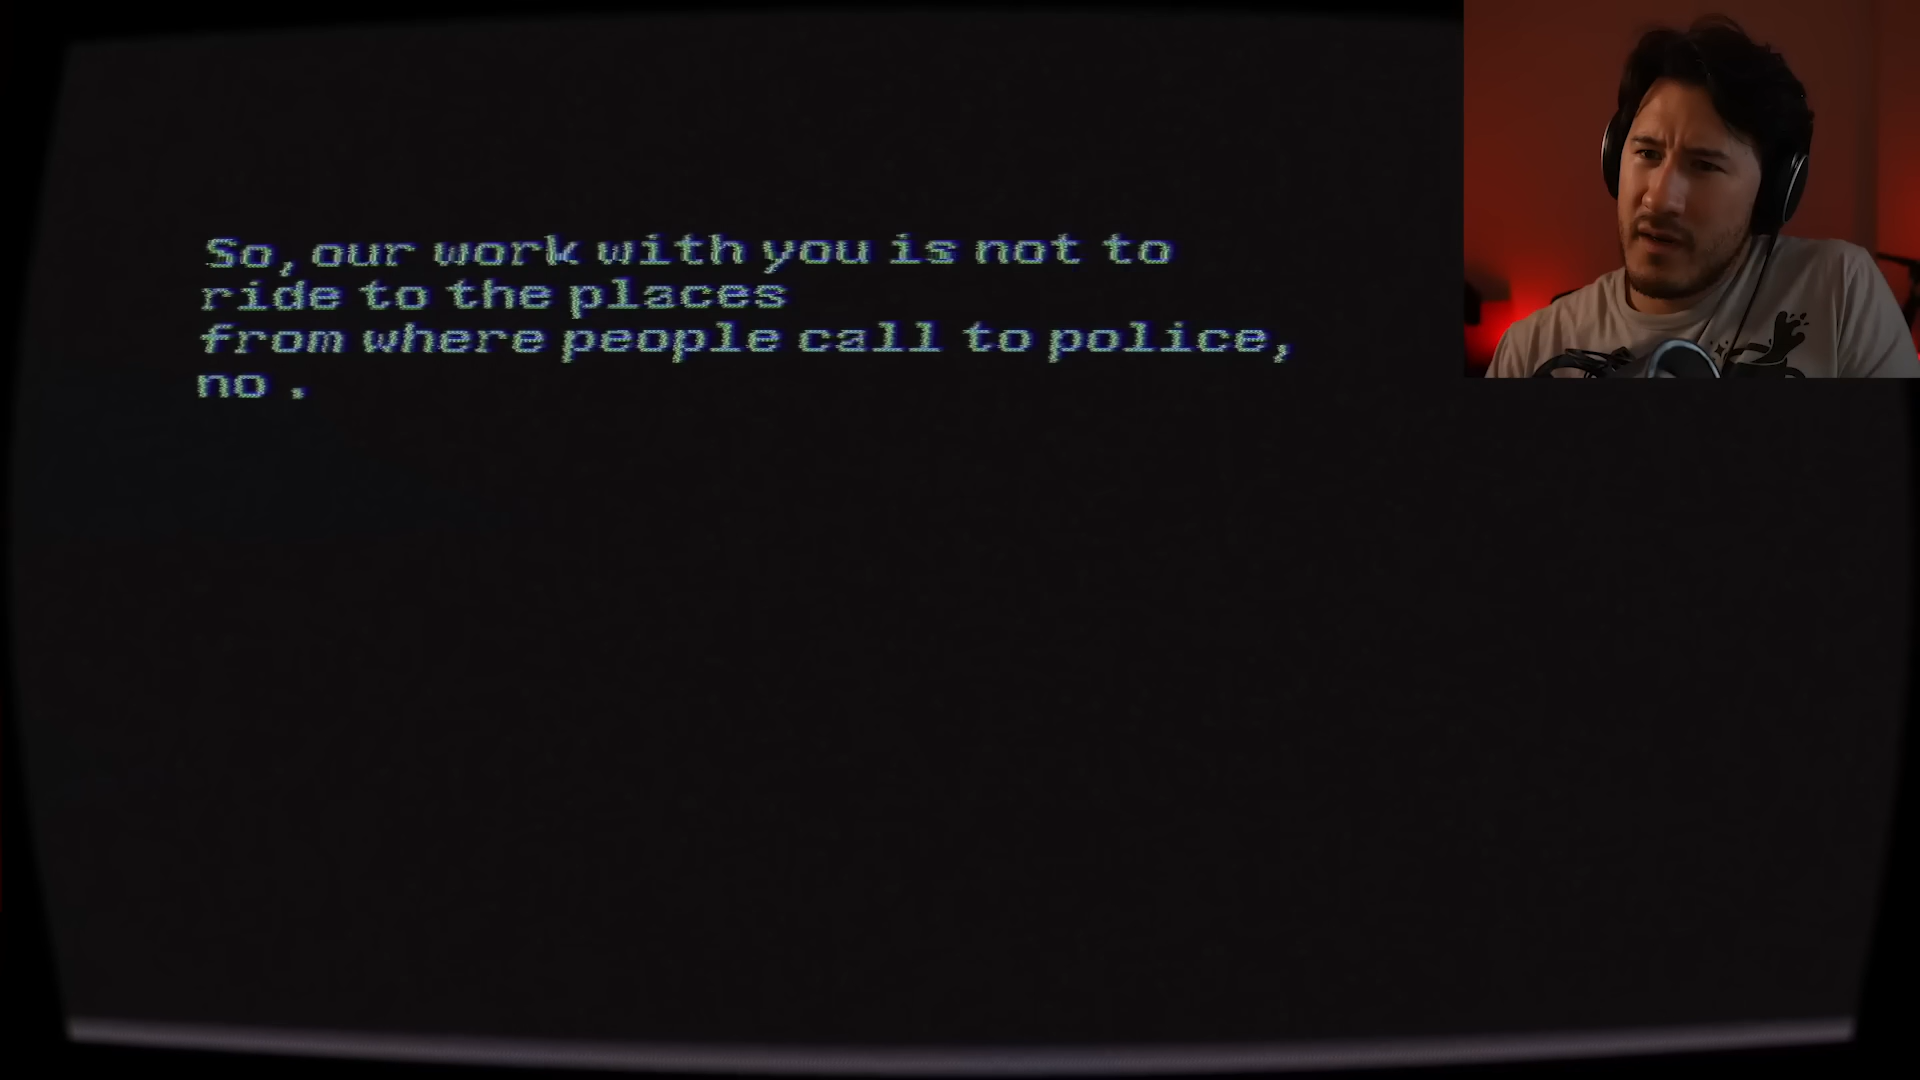 So, our work with you is not to
ride to the places
from where people call to police,
no .